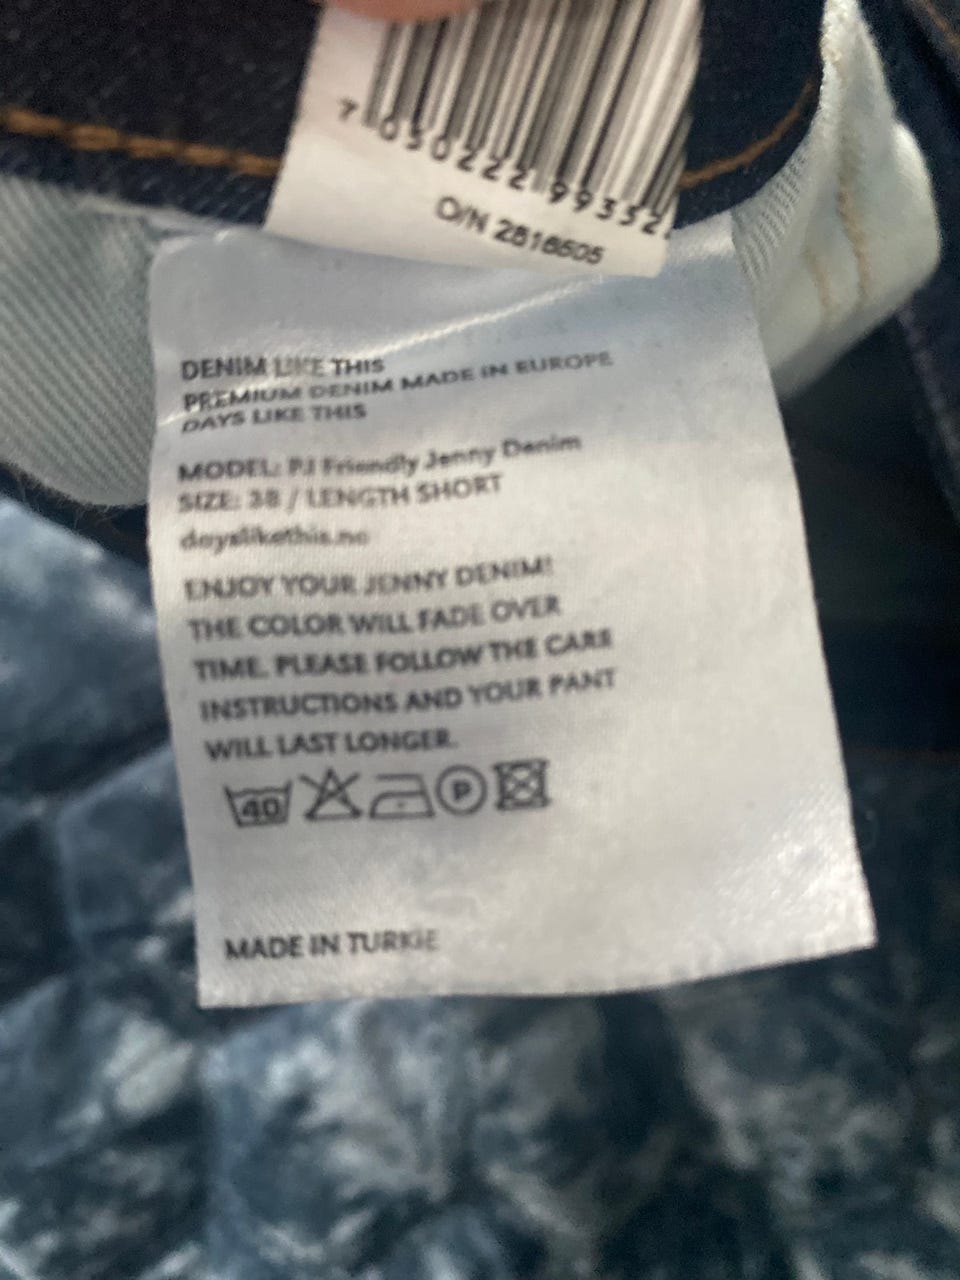 7 050222 99332
O/N 2818605
DENIM LIKE THIS
PREMIUM DENIM MADE IN EUROPE
DAYS LIKE THIS
MODEL: PJ Friendly Jenny Denim
SIZE: 38 / LENGTH SHORT
dayslikethis.no
ENJOY YOUR JENNY DENIM!
THE COLOR WILL FADE OVER
TIME. PLEASE FOLLOW THE CARE
INSTRUCTIONS AND YOUR PANT
WILL LAST LONGER.
40 P
MADE IN TURKIE